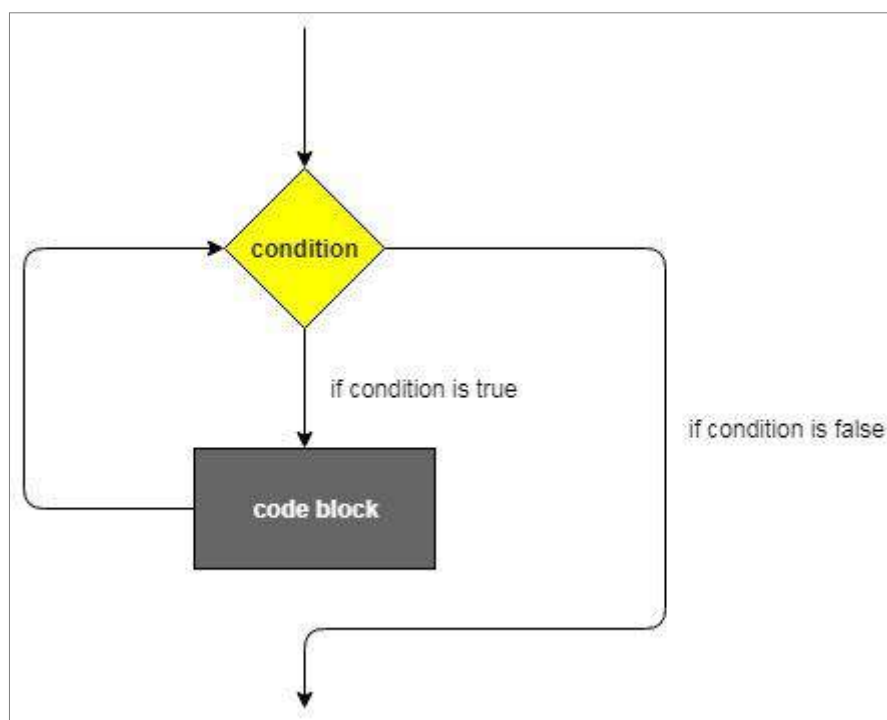 condition
if condition is true
if condition is false
code block